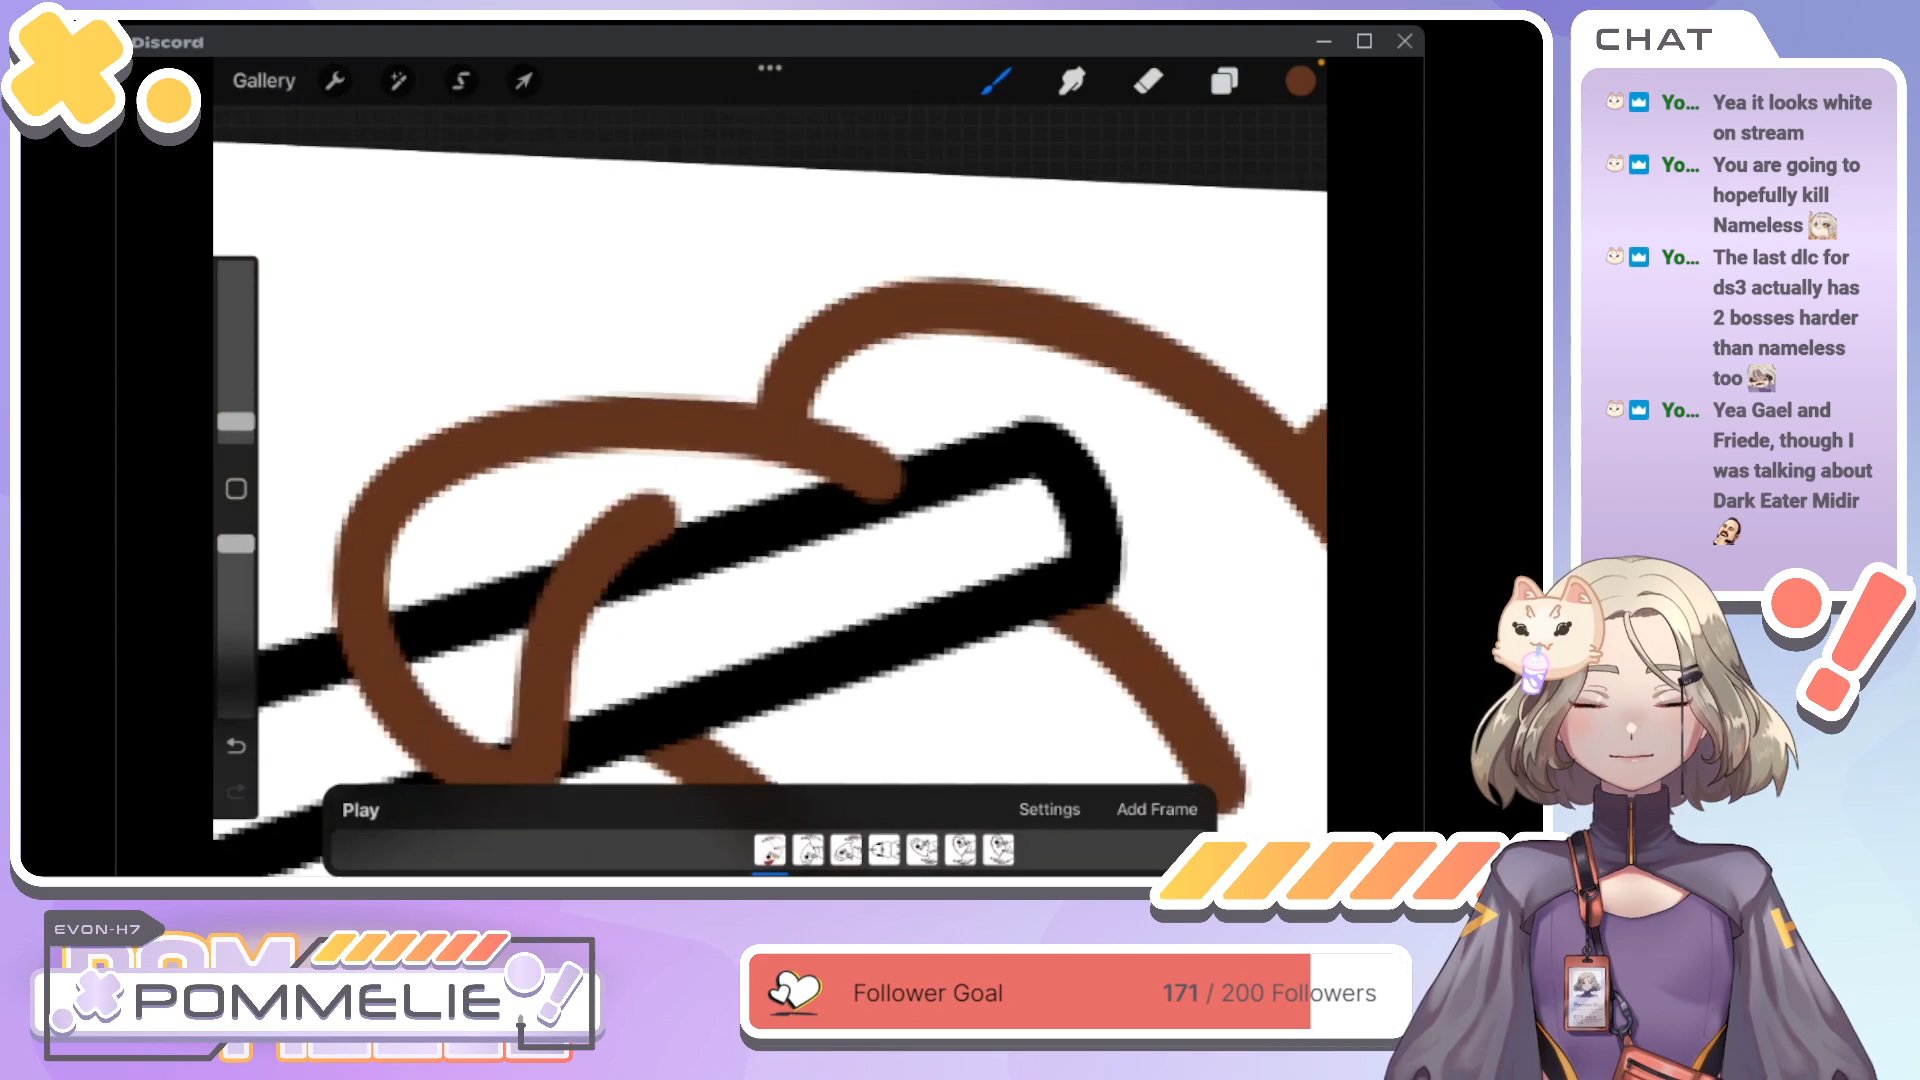 Discord
Gallery
Play
Settings
Add Frame
CHAT
Yo... Yea it looks white
on stream
Yo... You are going to
hopefully kill
Nameless
Yo... The last dlc for
ds3 actually has
2 bosses harder
than nameless
too
Yo... Yea Gael and
Friede, though I
was talking about
Dark Eater Midir
EVON-H7
POMMELIE
Follower Goal
171 / 200 Followers